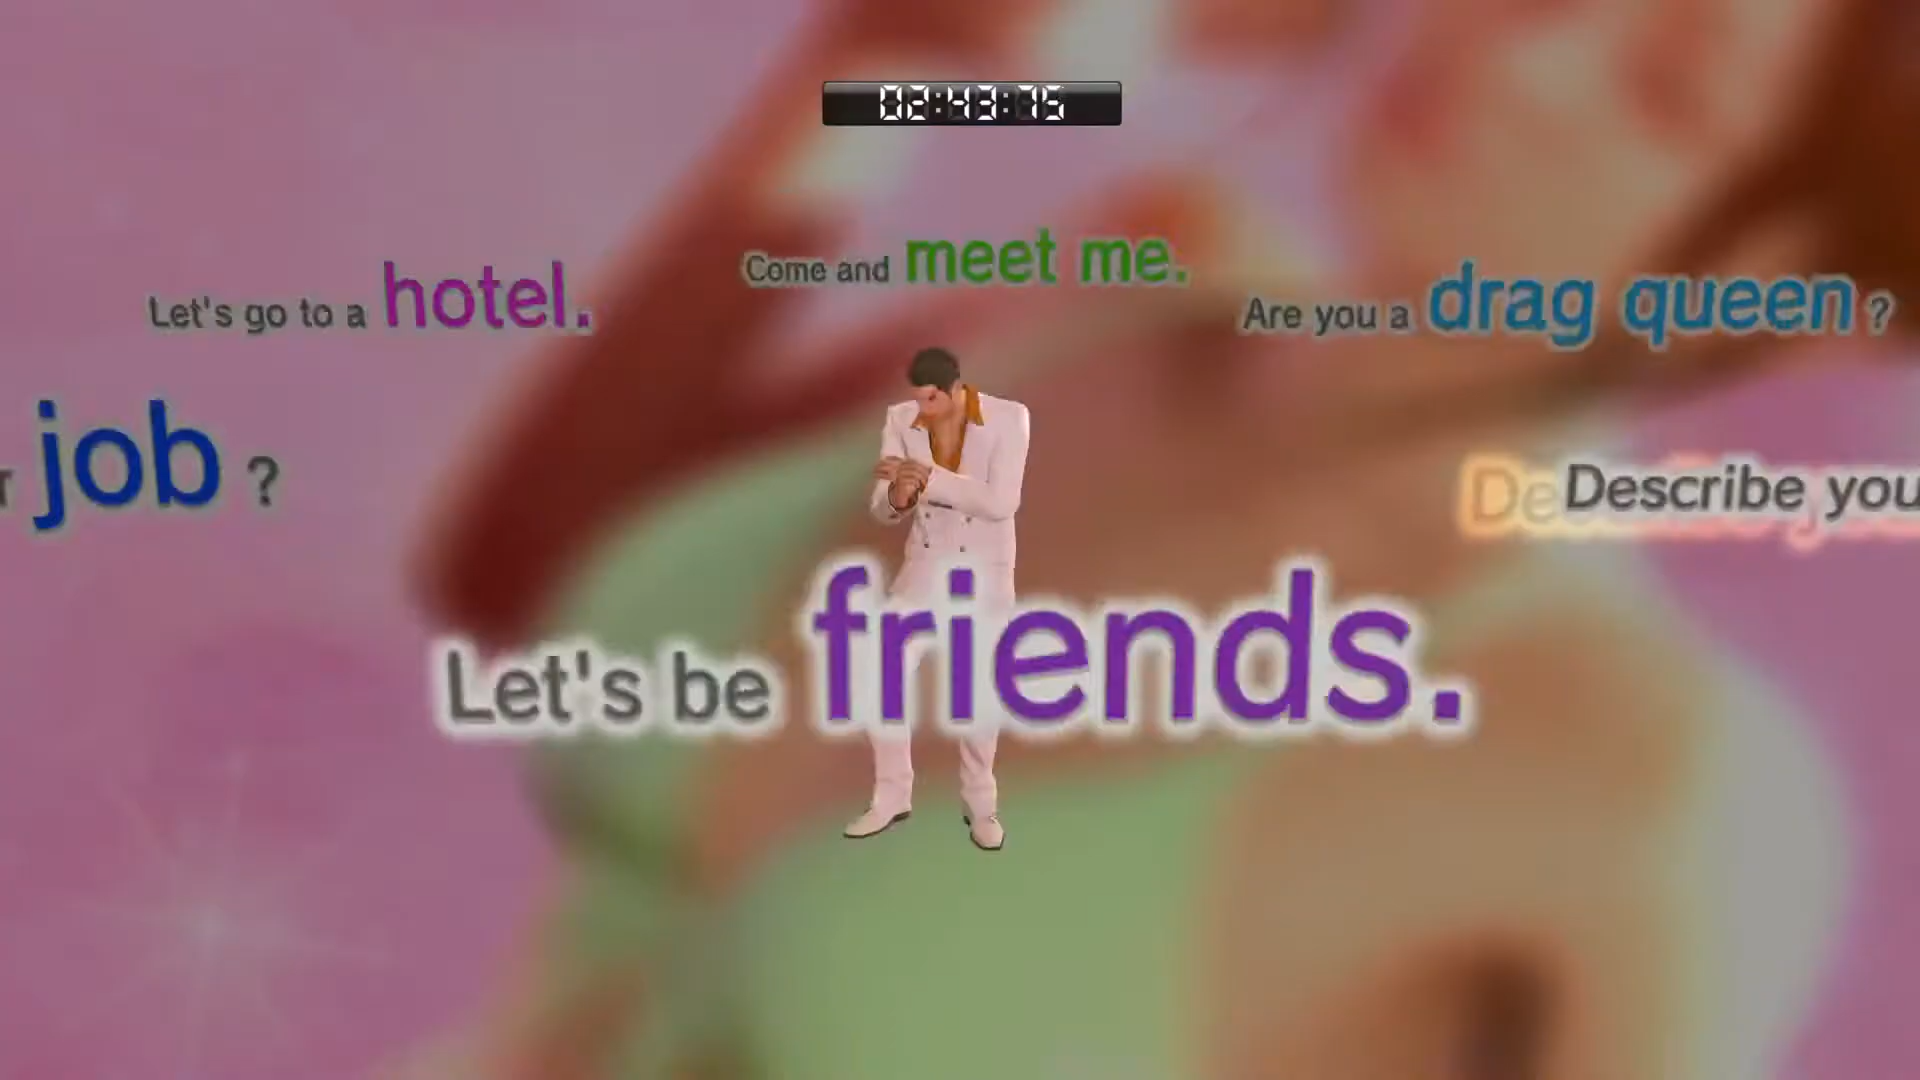 02:43:75
Come and meet me.
Let's go to a hotel.
Are you a drag queen ?
job ?
Describe you
Let's be friends.